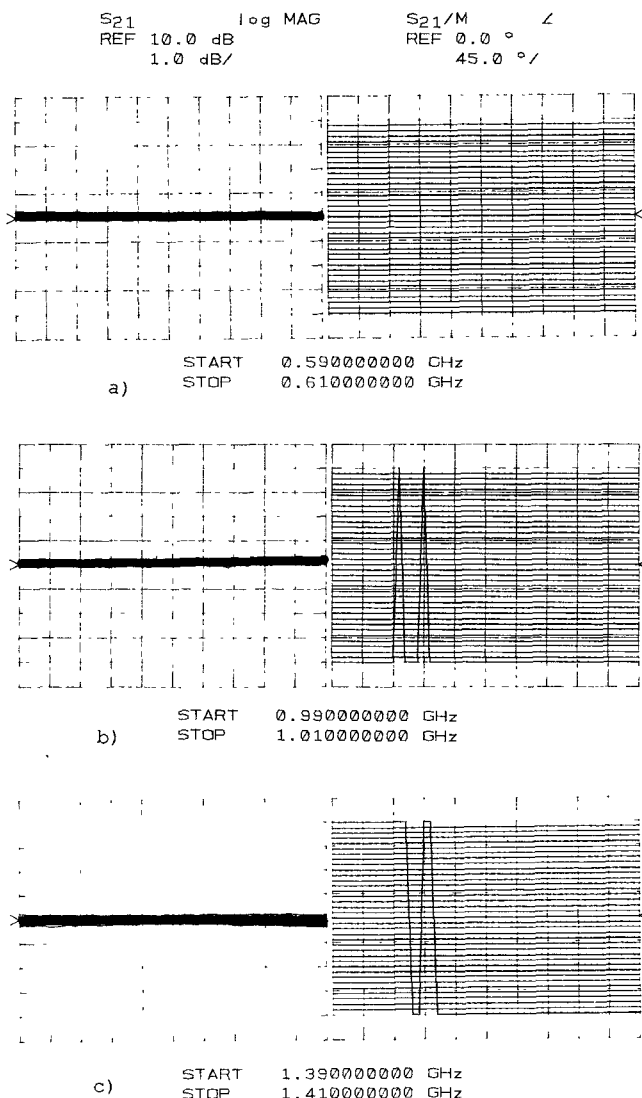 S21 log MAG
REF 10.0 dB
1.0 dB/
S21/M ∠
REF 0.0 °
45.0 °/
START 0.590000000 GHz
a) STOP 0.610000000 GHz
START 0.990000000 GHz
b) STOP 1.010000000 GHz
START 1.390000000 GHz
c) STOP 1.410000000 GHz